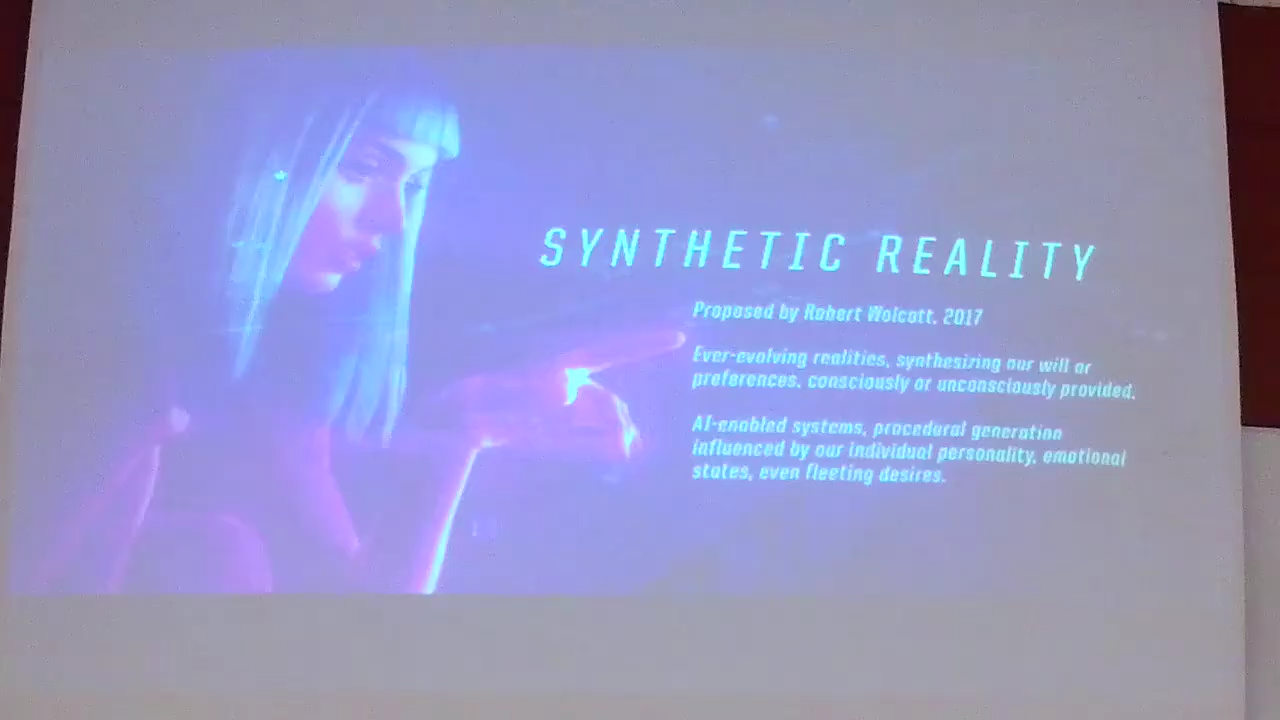 SYNTHETIC REALITY
Proposed by Robert Wolcott. 2017
Ever-evolving realities, synthesizing our will or
preferences, consciously or unconsciously provided.
AI-enabled systems, procedural generation
influenced by our individual personality, emotional
states, even fleeting desires.